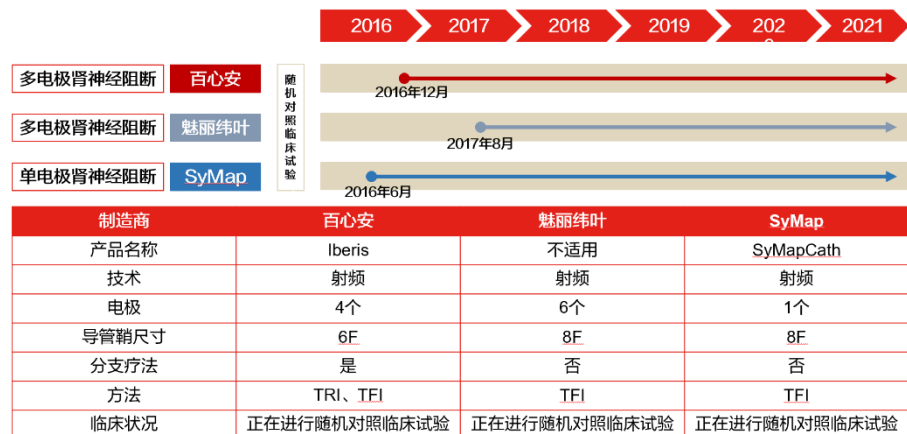 2016 2017 2018 2019 202 2021
多电极肾神经阻断 百心安
2016年12月
多电极肾神经阻断 魅丽纬叶
2017年8月
单电极肾神经阻断 SyMap
2016年6月
随机对照临床试验
制造商 百心安 魅丽纬叶 SyMap
产品名称 Iberis 不适用 SyMapCath
技术 射频 射频 射频
电极 4个 6个 1个
导管鞘尺寸 6F 8F 8F
分支疗法 是 否 否
方法 TRI、TFI TFI TFI
临床状况 正在进行随机对照临床试验 正在进行随机对照临床试验 正在进行随机对照临床试验